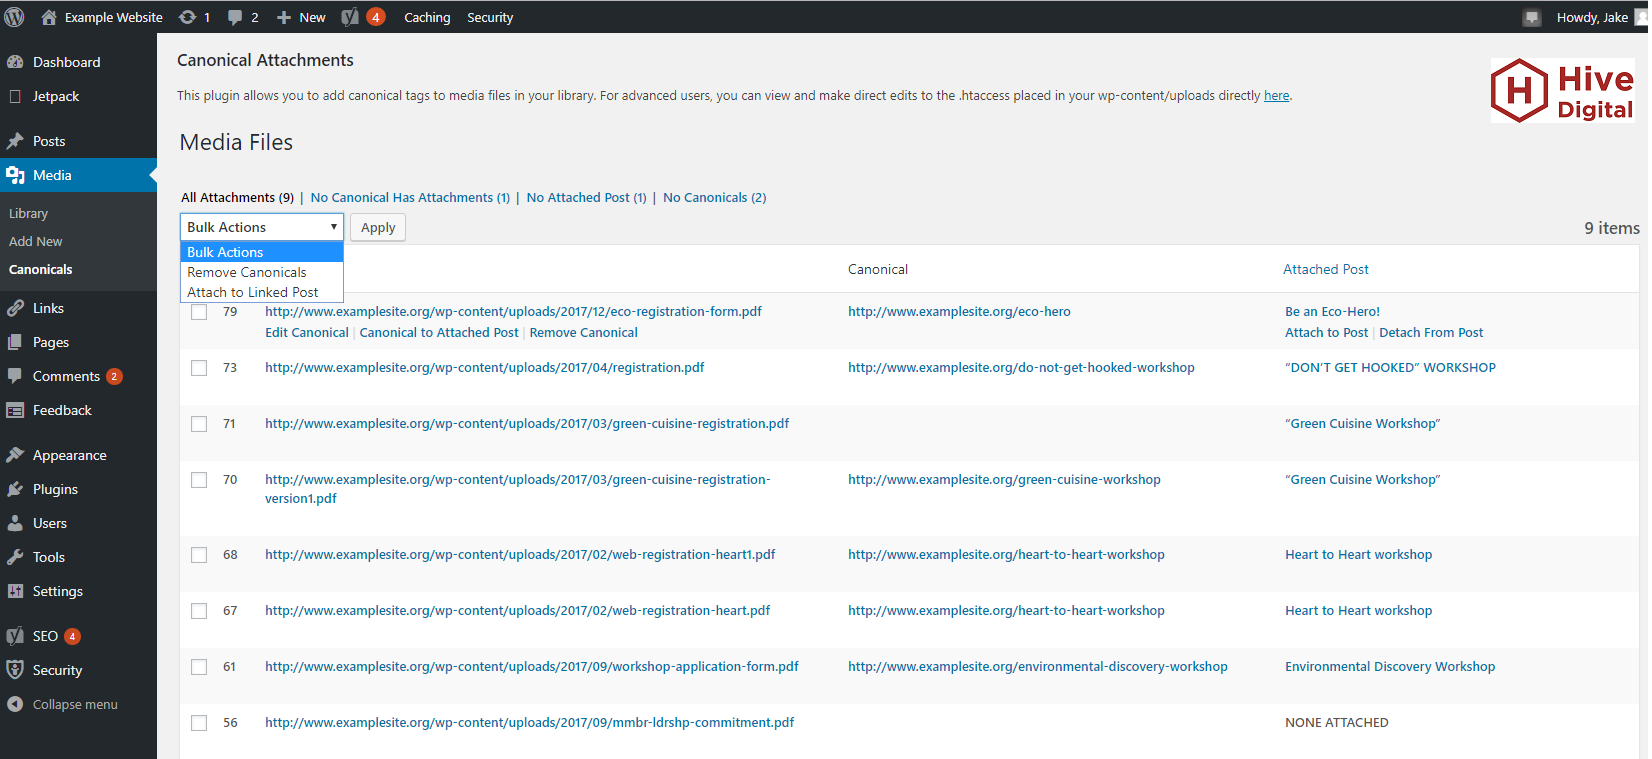 Example Website 1 2 New 4 Caching Security Howdy, Jake
Dashboard
Jetpack
Posts
Media
Library
Add New
Canonicals
Links
Pages
Comments 2
Feedback
Appearance
Plugins
Users
Tools
Settings
SEO 4
Security
Collapse menu
Canonical Attachments
This plugin allows you to add canonical tags to media files in your library. For advanced users, you can view and make direct edits to the .htaccess placed in your wp-content/uploads directly here.
H Hive
Digital
Media Files
All Attachments (9) | No Canonical Has Attachments (1) | No Attached Post (1) | No Canonicals (2)
Bulk Actions Apply 9 items
Bulk Actions
Remove Canonicals
Attach to Linked Post
Canonical Attached Post
79 http://www.examplesite.org/wp-content/uploads/2017/12/eco-registration-form.pdf http://www.examplesite.org/eco-hero Be an Eco-Hero!
Edit Canonical | Canonical to Attached Post | Remove Canonical Attach to Post | Detach From Post
73 http://www.examplesite.org/wp-content/uploads/2017/04/registration.pdf http://www.examplesite.org/do-not-get-hooked-workshop “DON’T GET HOOKED” WORKSHOP
71 http://www.examplesite.org/wp-content/uploads/2017/03/green-cuisine-registration.pdf “Green Cuisine Workshop”
70 http://www.examplesite.org/wp-content/uploads/2017/03/green-cuisine-registration- http://www.examplesite.org/green-cuisine-workshop “Green Cuisine Workshop”
version1.pdf
68 http://www.examplesite.org/wp-content/uploads/2017/02/web-registration-heart1.pdf http://www.examplesite.org/heart-to-heart-workshop Heart to Heart workshop
67 http://www.examplesite.org/wp-content/uploads/2017/02/web-registration-heart.pdf http://www.examplesite.org/heart-to-heart-workshop Heart to Heart workshop
61 http://www.examplesite.org/wp-content/uploads/2017/09/workshop-application-form.pdf http://www.examplesite.org/environmental-discovery-workshop Environmental Discovery Workshop
56 http://www.examplesite.org/wp-content/uploads/2017/09/mmbr-ldrshp-commitment.pdf NONE ATTACHED